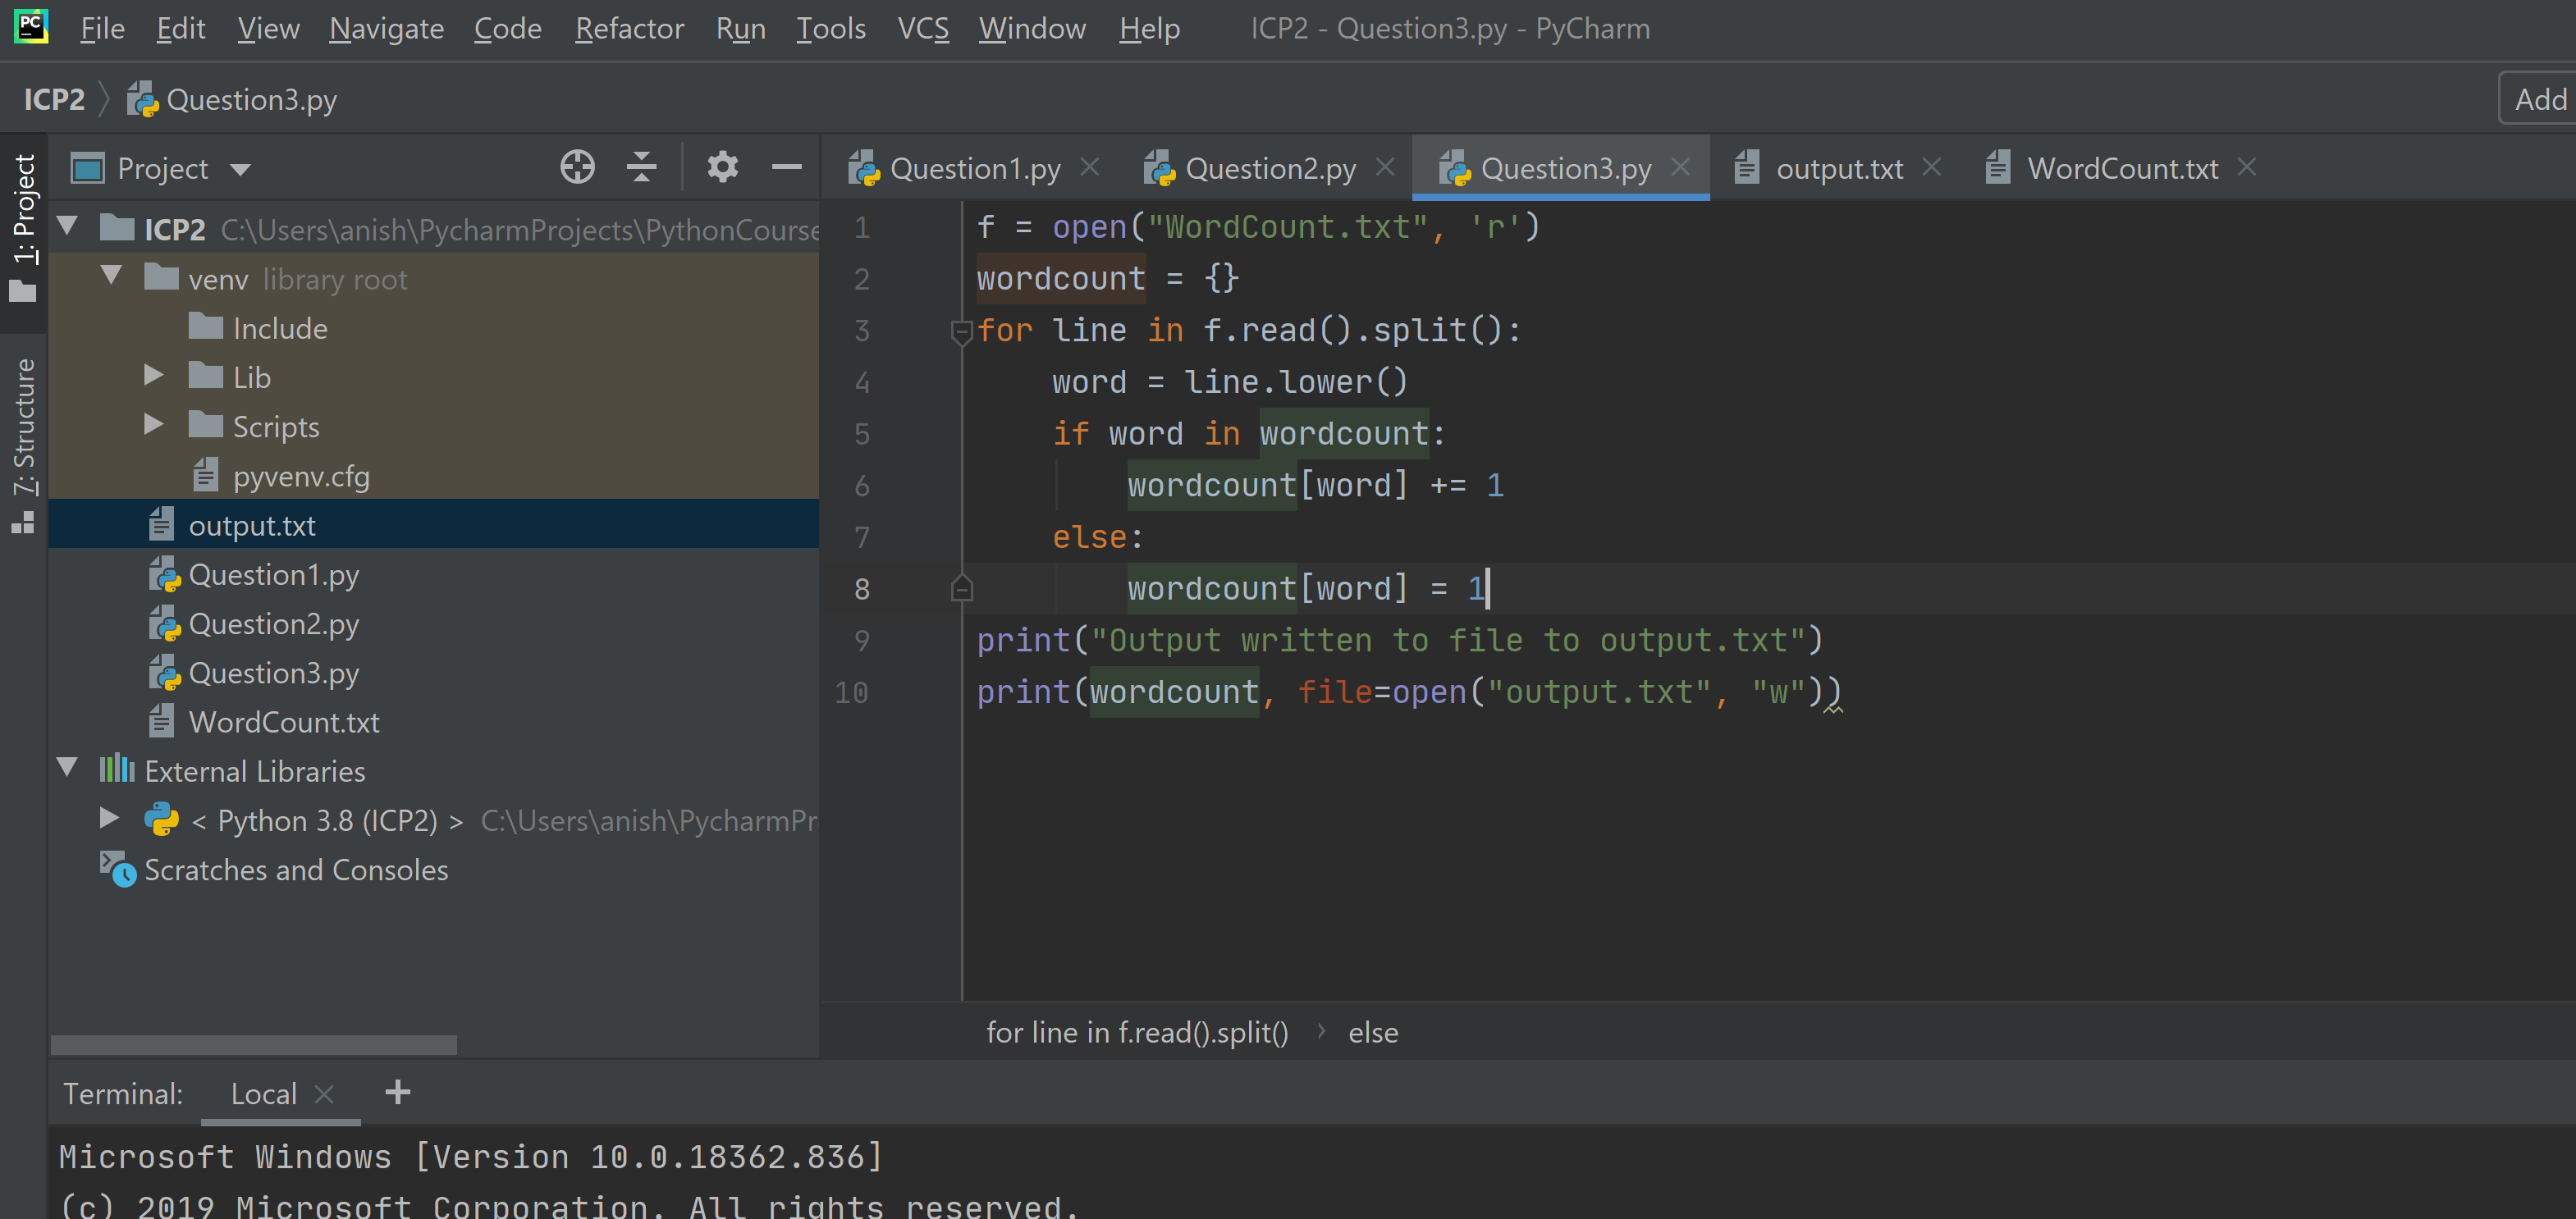 PC
File Edit View Navigate Code Refactor Run Tools VCS Window Help ICP2 - Question3.py - PyCharm
ICP2 Question3.py Add
1: Project
7: Structure
Project
ICP2 C:\Users\anish\PycharmProjects\PythonCourse
venv library root
Include
Lib
Scripts
pyvenv.cfg
output.txt
Question1.py
Question2.py
Question3.py
WordCount.txt
External Libraries
< Python 3.8 (ICP2) > C:\Users\anish\PycharmPr
Scratches and Consoles
Question1.py Question2.py Question3.py output.txt WordCount.txt
1 f = open("WordCount.txt", 'r')
2 wordcount = {}
3 for line in f.read().split():
4     word = line.lower()
5     if word in wordcount:
6         wordcount[word] += 1
7     else:
8         wordcount[word] = 1
9 print("Output written to file to output.txt")
10 print(wordcount, file=open("output.txt", "w"))
for line in f.read().split() › else
Terminal: Local +
Microsoft Windows [Version 10.0.18362.836]
(c) 2019 Microsoft Corporation. All rights reserved.